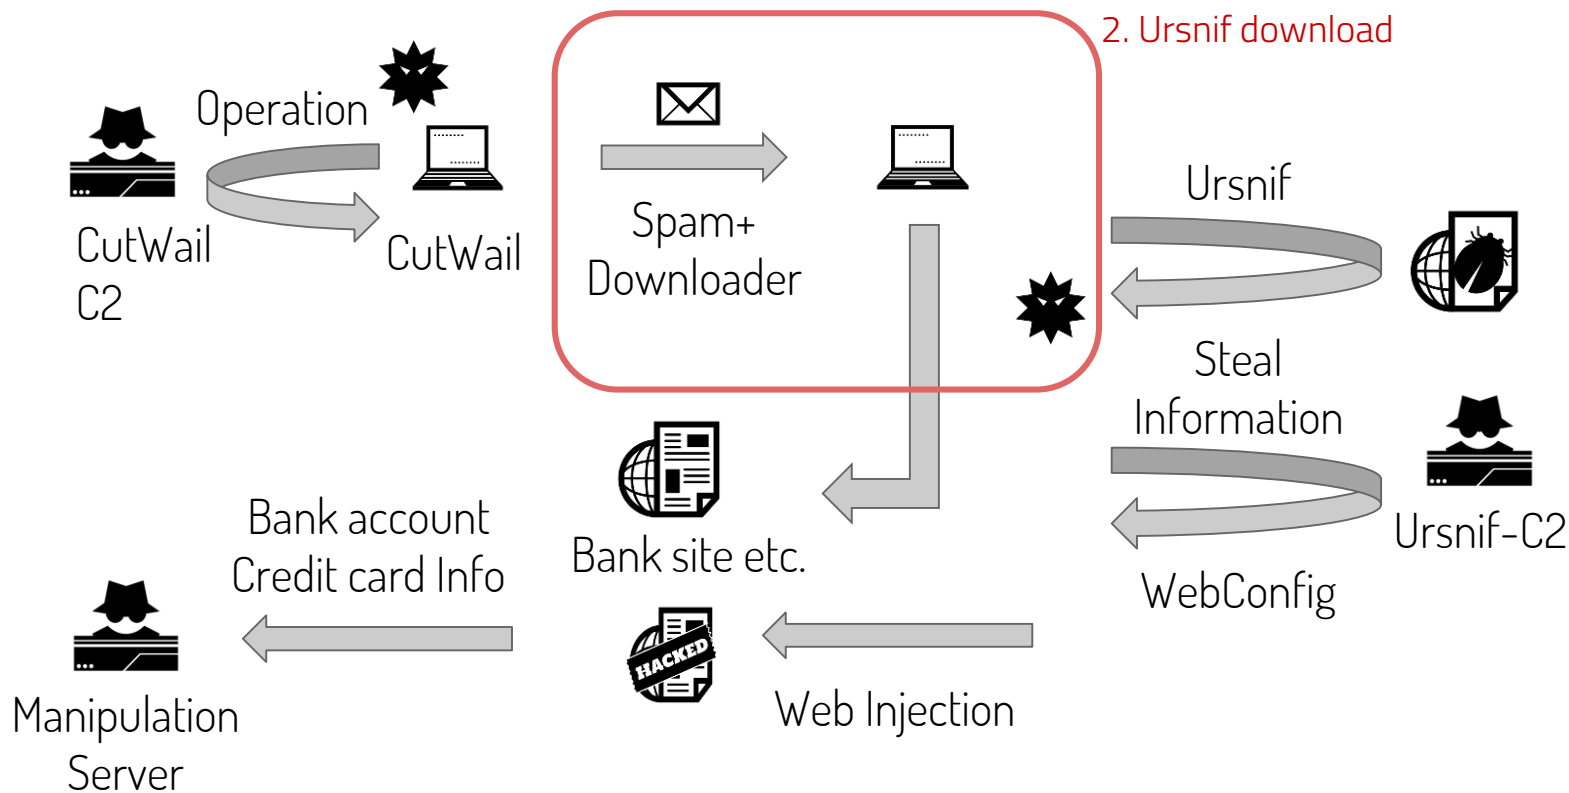 2. Ursnif download
Operation
CutWail
C2
CutWail
Spam+
Downloader
Ursnif
Steal
Information
Ursnif-C2
WebConfig
Bank site etc.
HACKED
Web Injection
Bank account
Credit card Info
Manipulation
Server